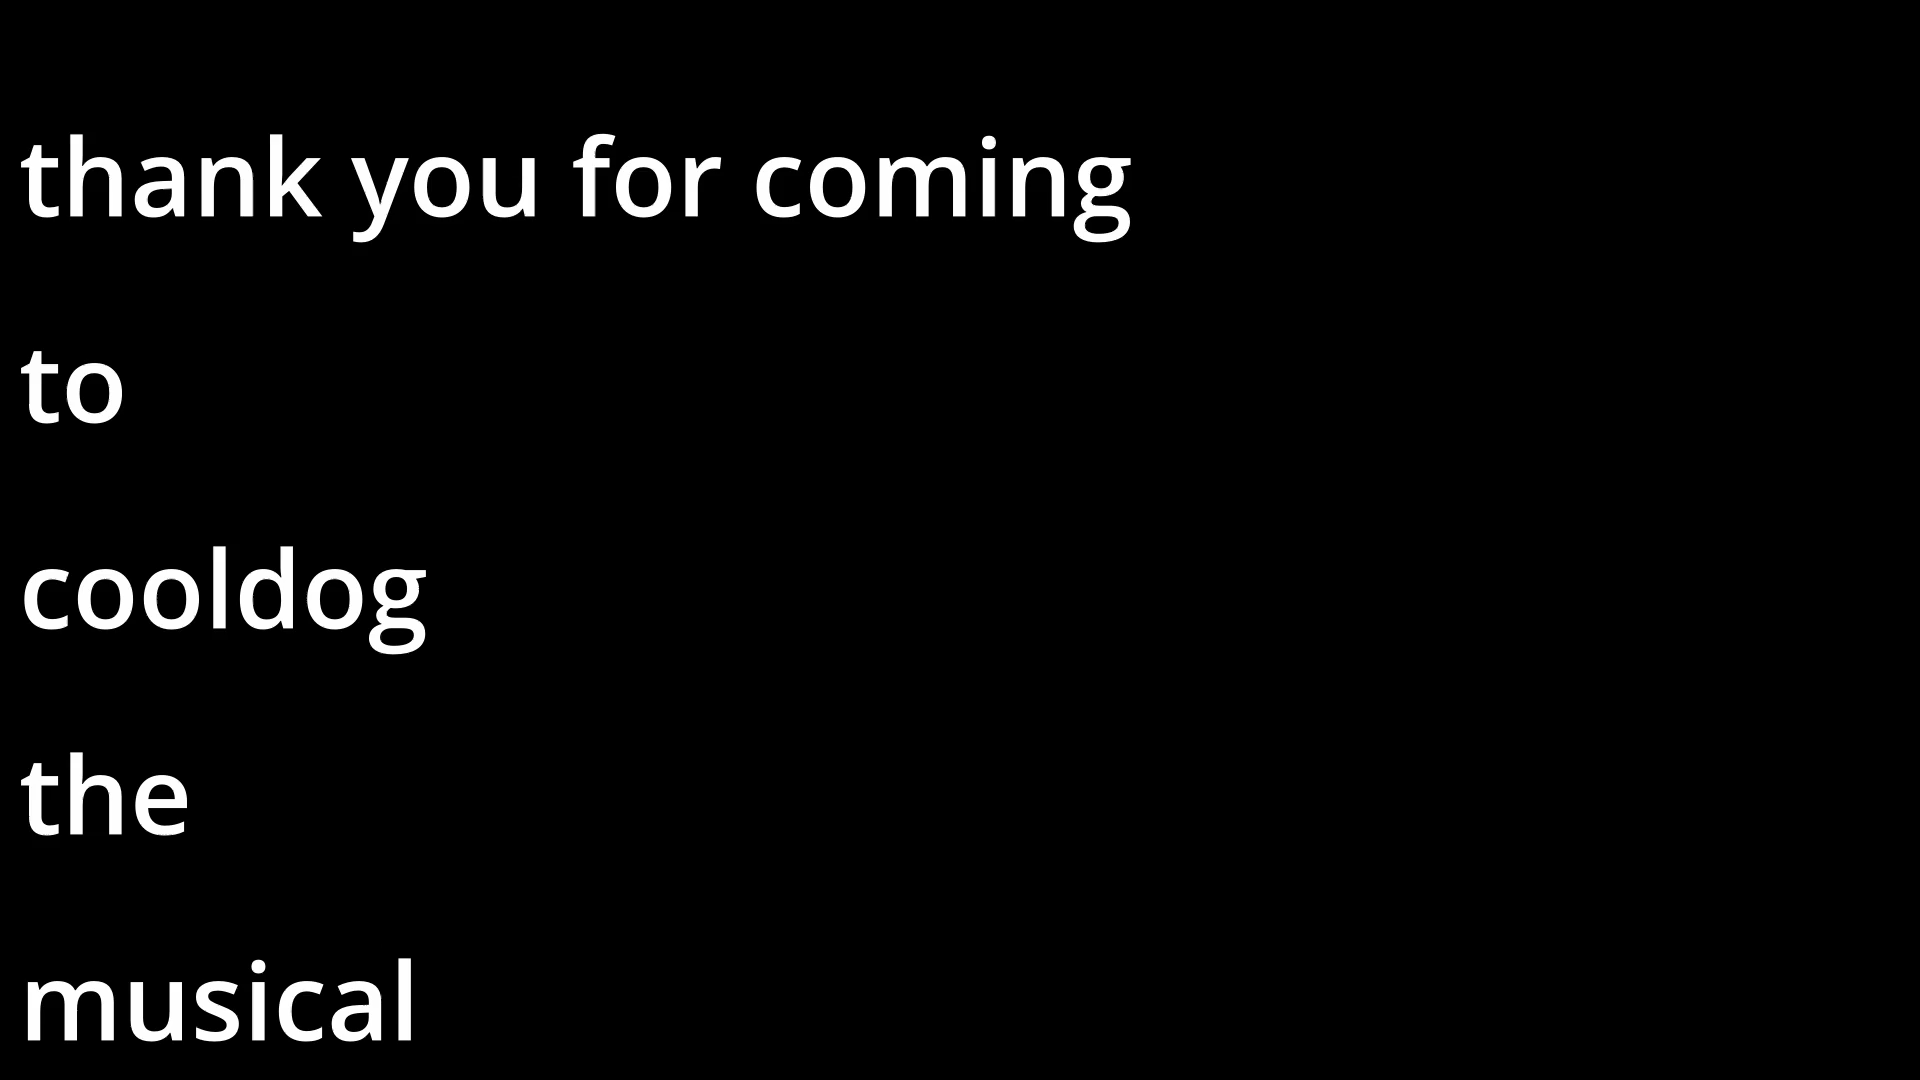 thank you for coming
to
cooldog
the
musical